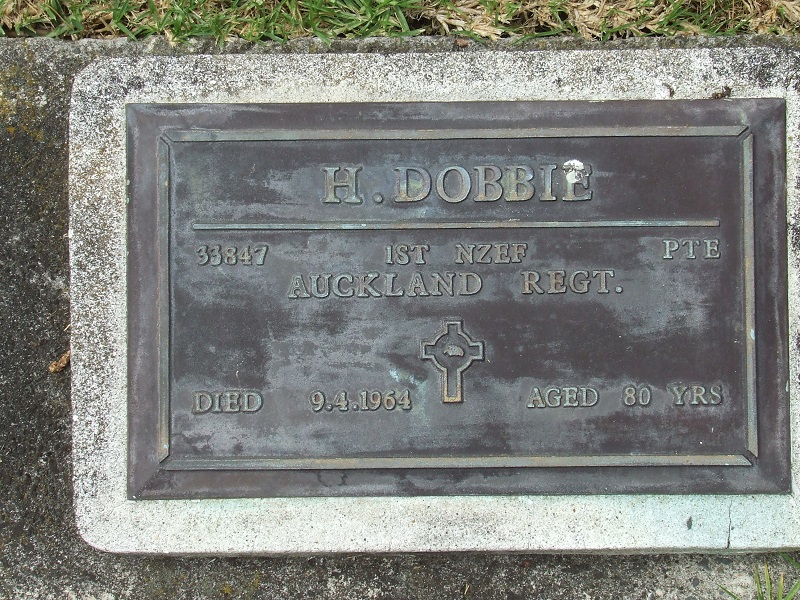 H. DOBBIE
33847 1ST NZEF PTE
AUCKLAND REGT.
DIED 9.4.1964 AGED 80 YRS